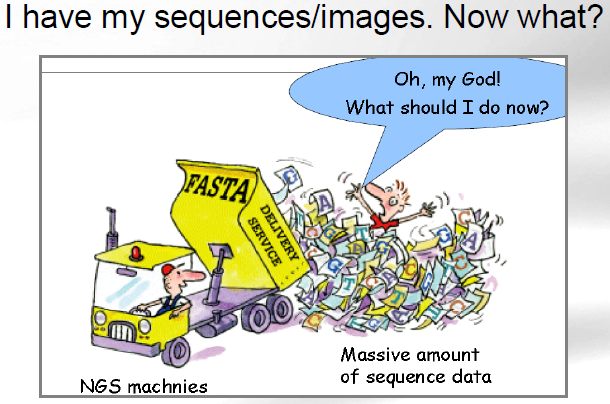 I have my sequences/images. Now what?
Oh, my God!
What should I do now?
FASTA
DELIVERY
SERVICE
Massive amount
of sequence data
NGS machnies